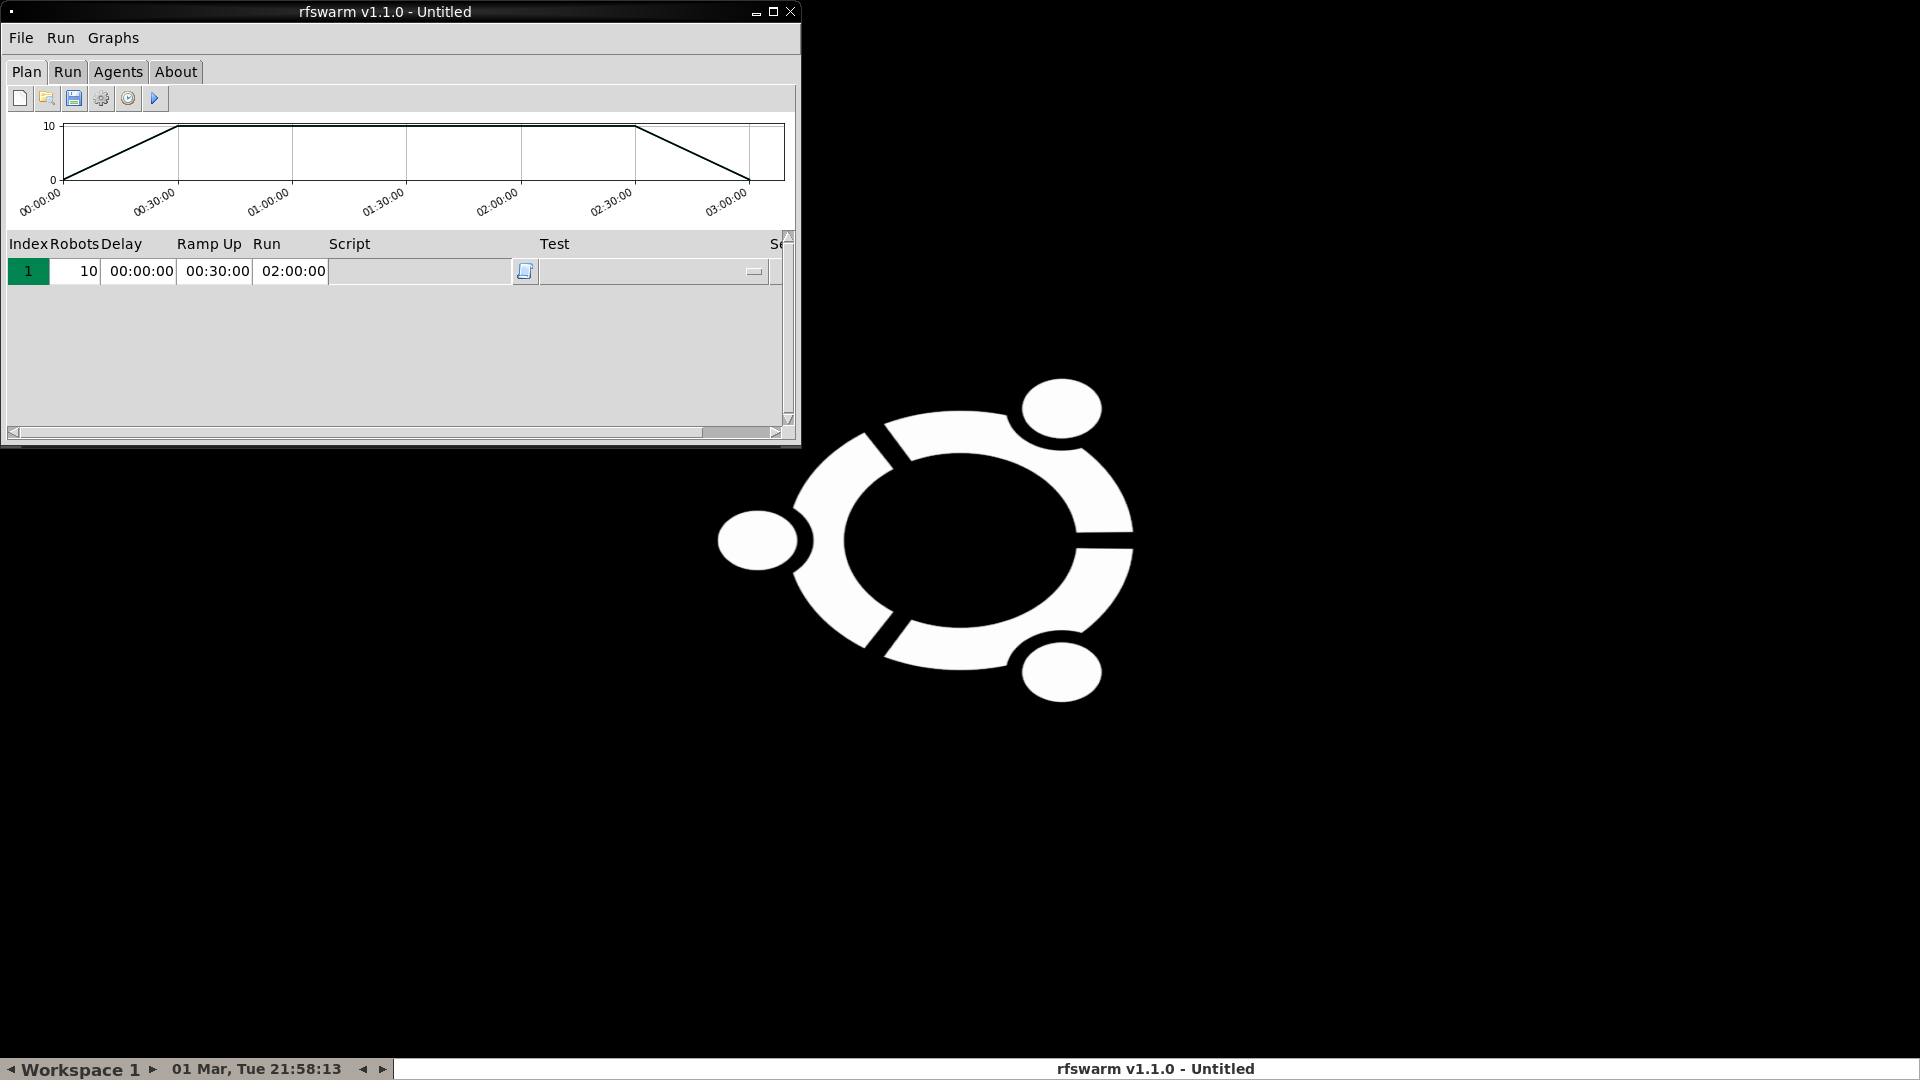 rfswarm v1.1.0 - Untitled
File Run Graphs
Plan Run Agents About
10
0
00:00:00 00:30:00 01:00:00 01:30:00 02:00:00 02:30:00 03:00:00
Index Robots Delay Ramp Up Run Script Test Se
1 10 00:00:00 00:30:00 02:00:00
Workspace 1 01 Mar, Tue 21:58:13 rfswarm v1.1.0 - Untitled